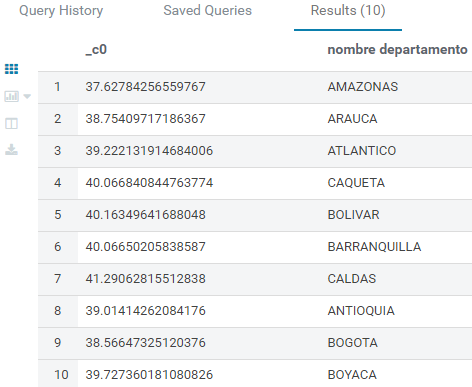 Query History Saved Queries Results (10)
_c0 nombre departamento
1 37.62784256559767 AMAZONAS
2 38.75409717186367 ARAUCA
3 39.222131914684006 ATLANTICO
4 40.066840844763774 CAQUETA
5 40.16349641688048 BOLIVAR
6 40.06650205838587 BARRANQUILLA
7 41.29062815512838 CALDAS
8 39.01414262084176 ANTIOQUIA
9 38.56647325120376 BOGOTA
10 39.727360181080826 BOYACA